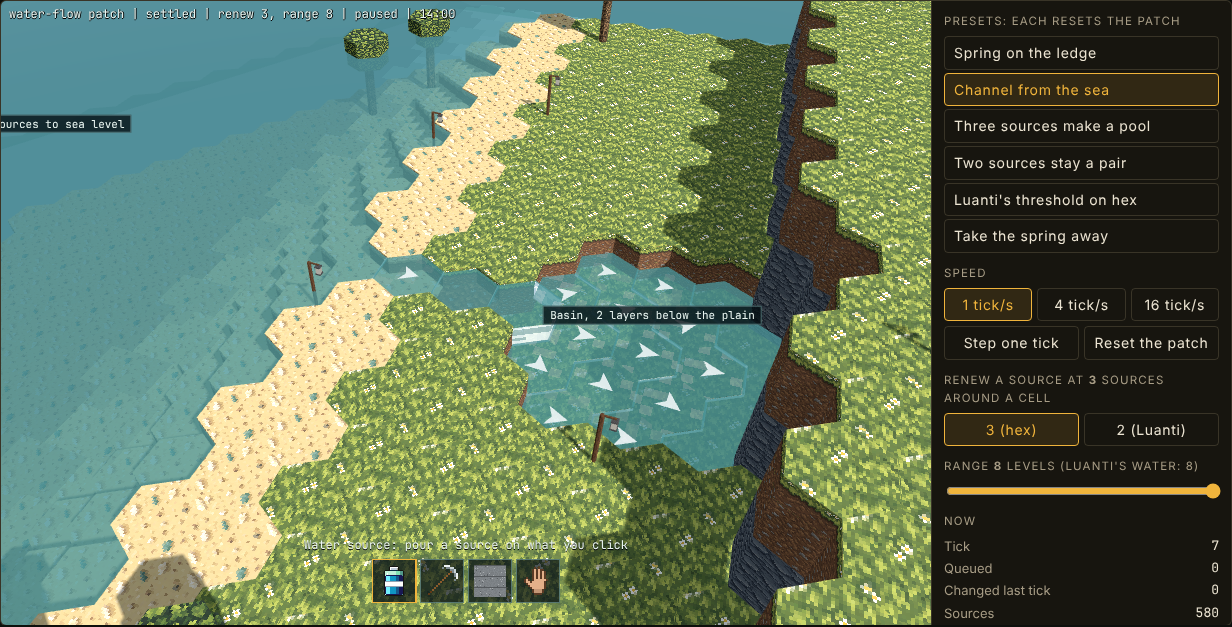 water-flow patch | settled | renew 3, range 8 | paused | 14:00
ources to sea level
Basin, 2 layers below the plain
Water source: pour a source on what you click
PRESETS: EACH RESETS THE PATCH
Spring on the ledge
Channel from the sea
Three sources make a pool
Two sources stay a pair
Luanti's threshold on hex
Take the spring away
SPEED
1 tick/s
4 tick/s
16 tick/s
Step one tick
Reset the patch
RENEW A SOURCE AT 3 SOURCES
AROUND A CELL
3 (hex)
2 (Luanti)
RANGE 8 LEVELS (LUANTI'S WATER: 8)
NOW
Tick 7
Queued 0
Changed last tick 0
Sources 580